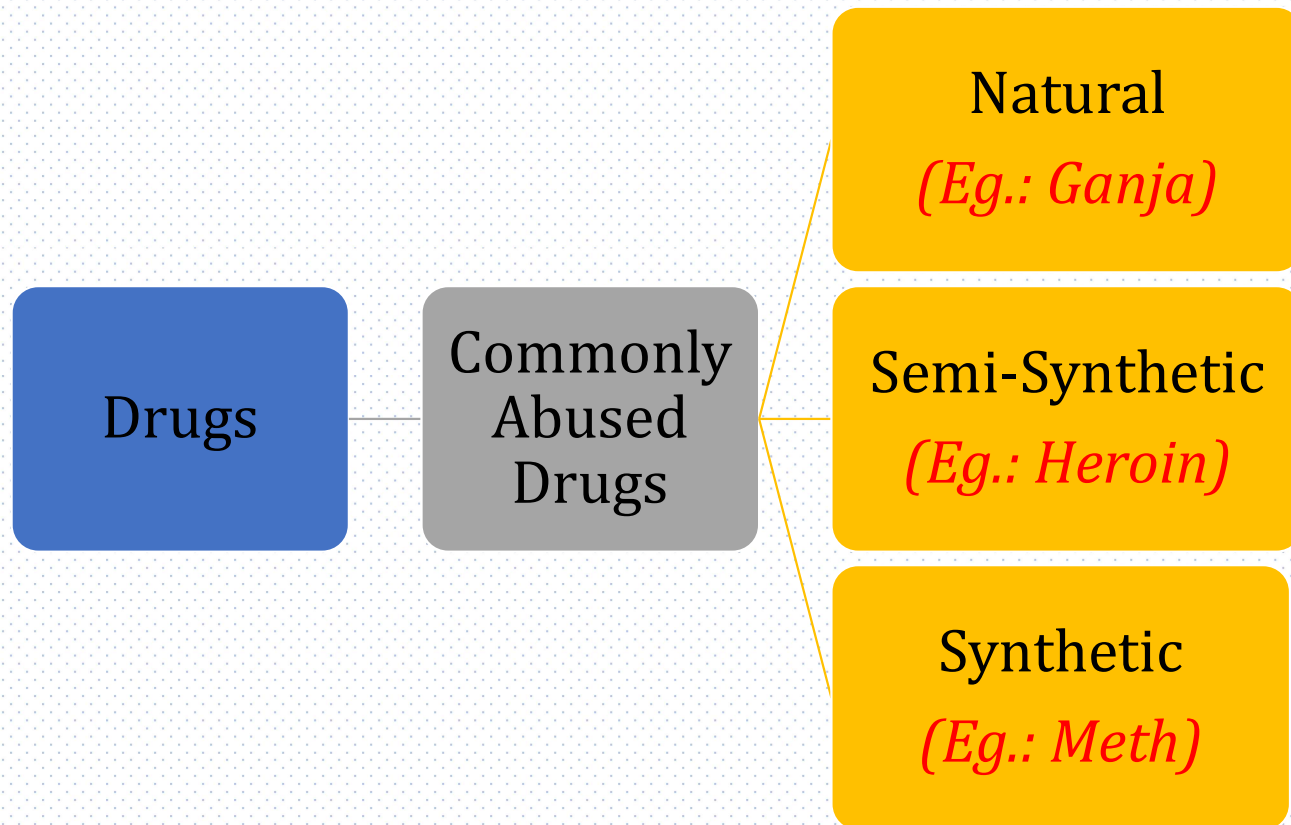 Drugs
Commonly
Abused
Drugs
Natural
(Eg.: Ganja)
Semi-Synthetic
(Eg.: Heroin)
Synthetic
(Eg.: Meth)